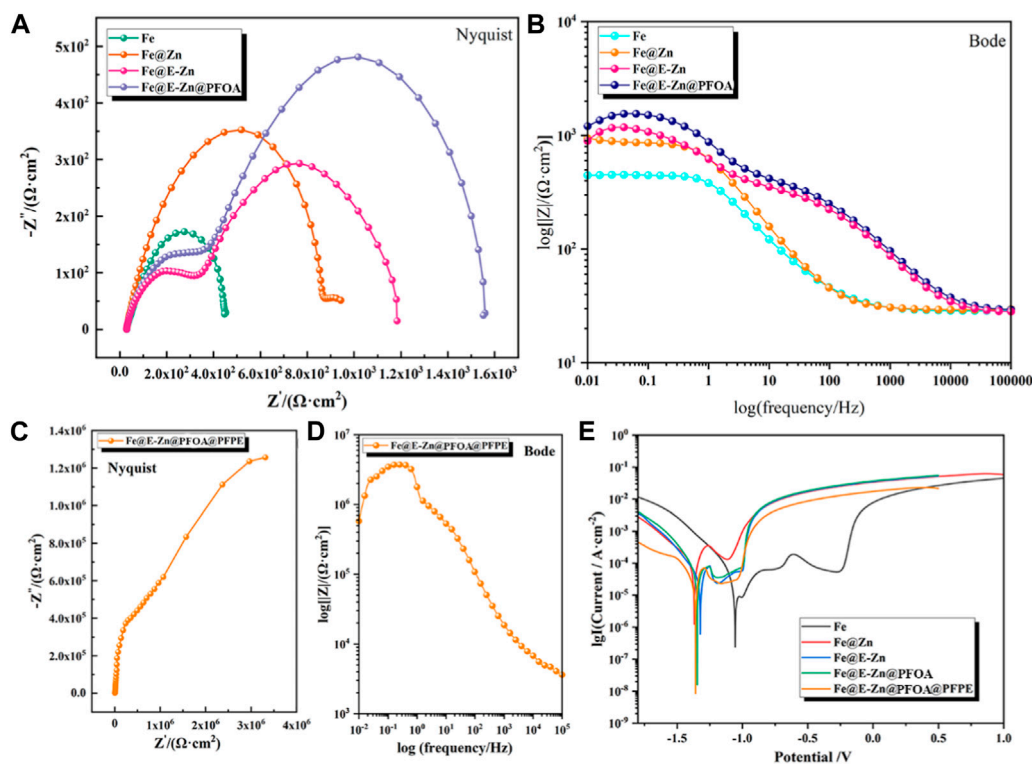 A
Nyquist
Fe
Fe@Zn
Fe@E-Zn
Fe@E-Zn@PFOA
5x10²
4x10²
3x10²
2x10²
1x10²
0
-Z''/(Ω·cm²)
0.0 2.0x10² 4.0x10² 6.0x10² 8.0x10² 1.0x10³ 1.2x10³ 1.4x10³ 1.6x10³
Z'/(Ω·cm²)
B
Bode
Fe
Fe@Zn
Fe@E-Zn
Fe@E-Zn@PFOA
10⁴
10³
10²
10¹
log[|Z|/(Ω·cm²)]
0.01 0.1 1 10 100 1000 10000 100000
log(frequency/Hz)
C
Fe@E-Zn@PFOA@PFPE
Nyquist
1.4x10⁶
1.2x10⁶
1.0x10⁶
8.0x10⁵
6.0x10⁵
4.0x10⁵
2.0x10⁵
0.0
-Z''/(Ω·cm²)
0 1x10⁶ 2x10⁶ 3x10⁶ 4x10⁶
Z'/(Ω·cm²)
D
Fe@E-Zn@PFOA@PFPE
Bode
10⁷
10⁶
10⁵
10⁴
10³
log[|Z|/(Ω·cm²)]
10⁻² 10⁻¹ 10⁰ 10¹ 10² 10³ 10⁴ 10⁵
log (frequency/Hz)
E
10⁰
10⁻¹
10⁻²
10⁻³
10⁻⁴
10⁻⁵
10⁻⁶
10⁻⁷
10⁻⁸
10⁻⁹
lgI(Current / A·cm⁻²)
Fe
Fe@Zn
Fe@E-Zn
Fe@E-Zn@PFOA
Fe@E-Zn@PFOA@PFPE
-1.5 -1.0 -0.5 0.0 0.5 1.0
Potential /V